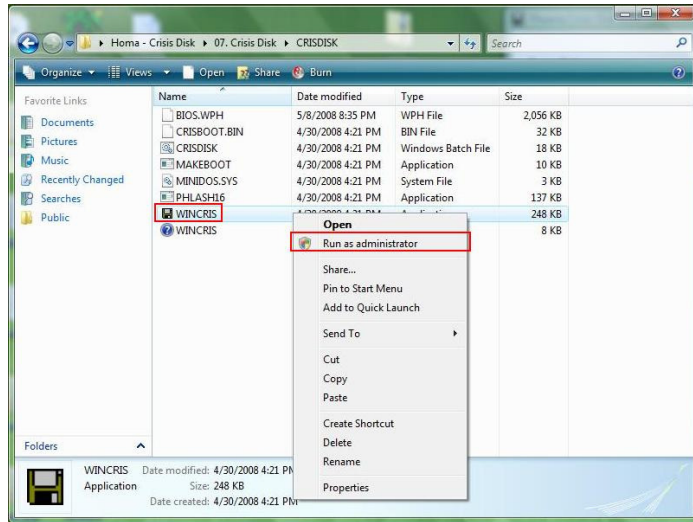 Homa - Crisis Disk ▸ 07. Crisis Disk ▸ CRISDISK
Search
Organize Views Open Share Burn
Favorite Links
Documents
Pictures
Music
Recently Changed
Searches
Public
Folders
Name Date modified Type Size
BIOS.WPH 5/8/2008 8:35 PM WPH File 2,056 KB
CRISBOOT.BIN 4/30/2008 4:21 PM BIN File 32 KB
CRISDISK 4/30/2008 4:21 PM Windows Batch File 18 KB
MAKEBOOT 4/30/2008 4:21 PM Application 10 KB
MINIDOS.SYS 4/30/2008 4:21 PM System File 3 KB
PHLASH16 4/30/2008 4:21 PM Application 137 KB
WINCRIS 248 KB
WINCRIS 8 KB
Open
Run as administrator
Share...
Pin to Start Menu
Add to Quick Launch
Send To
Cut
Copy
Paste
Create Shortcut
Delete
Rename
Properties
WINCRIS Date modified: 4/30/2008 4:21 PM
Application Size: 248 KB
Date created: 4/30/2008 4:21 PM